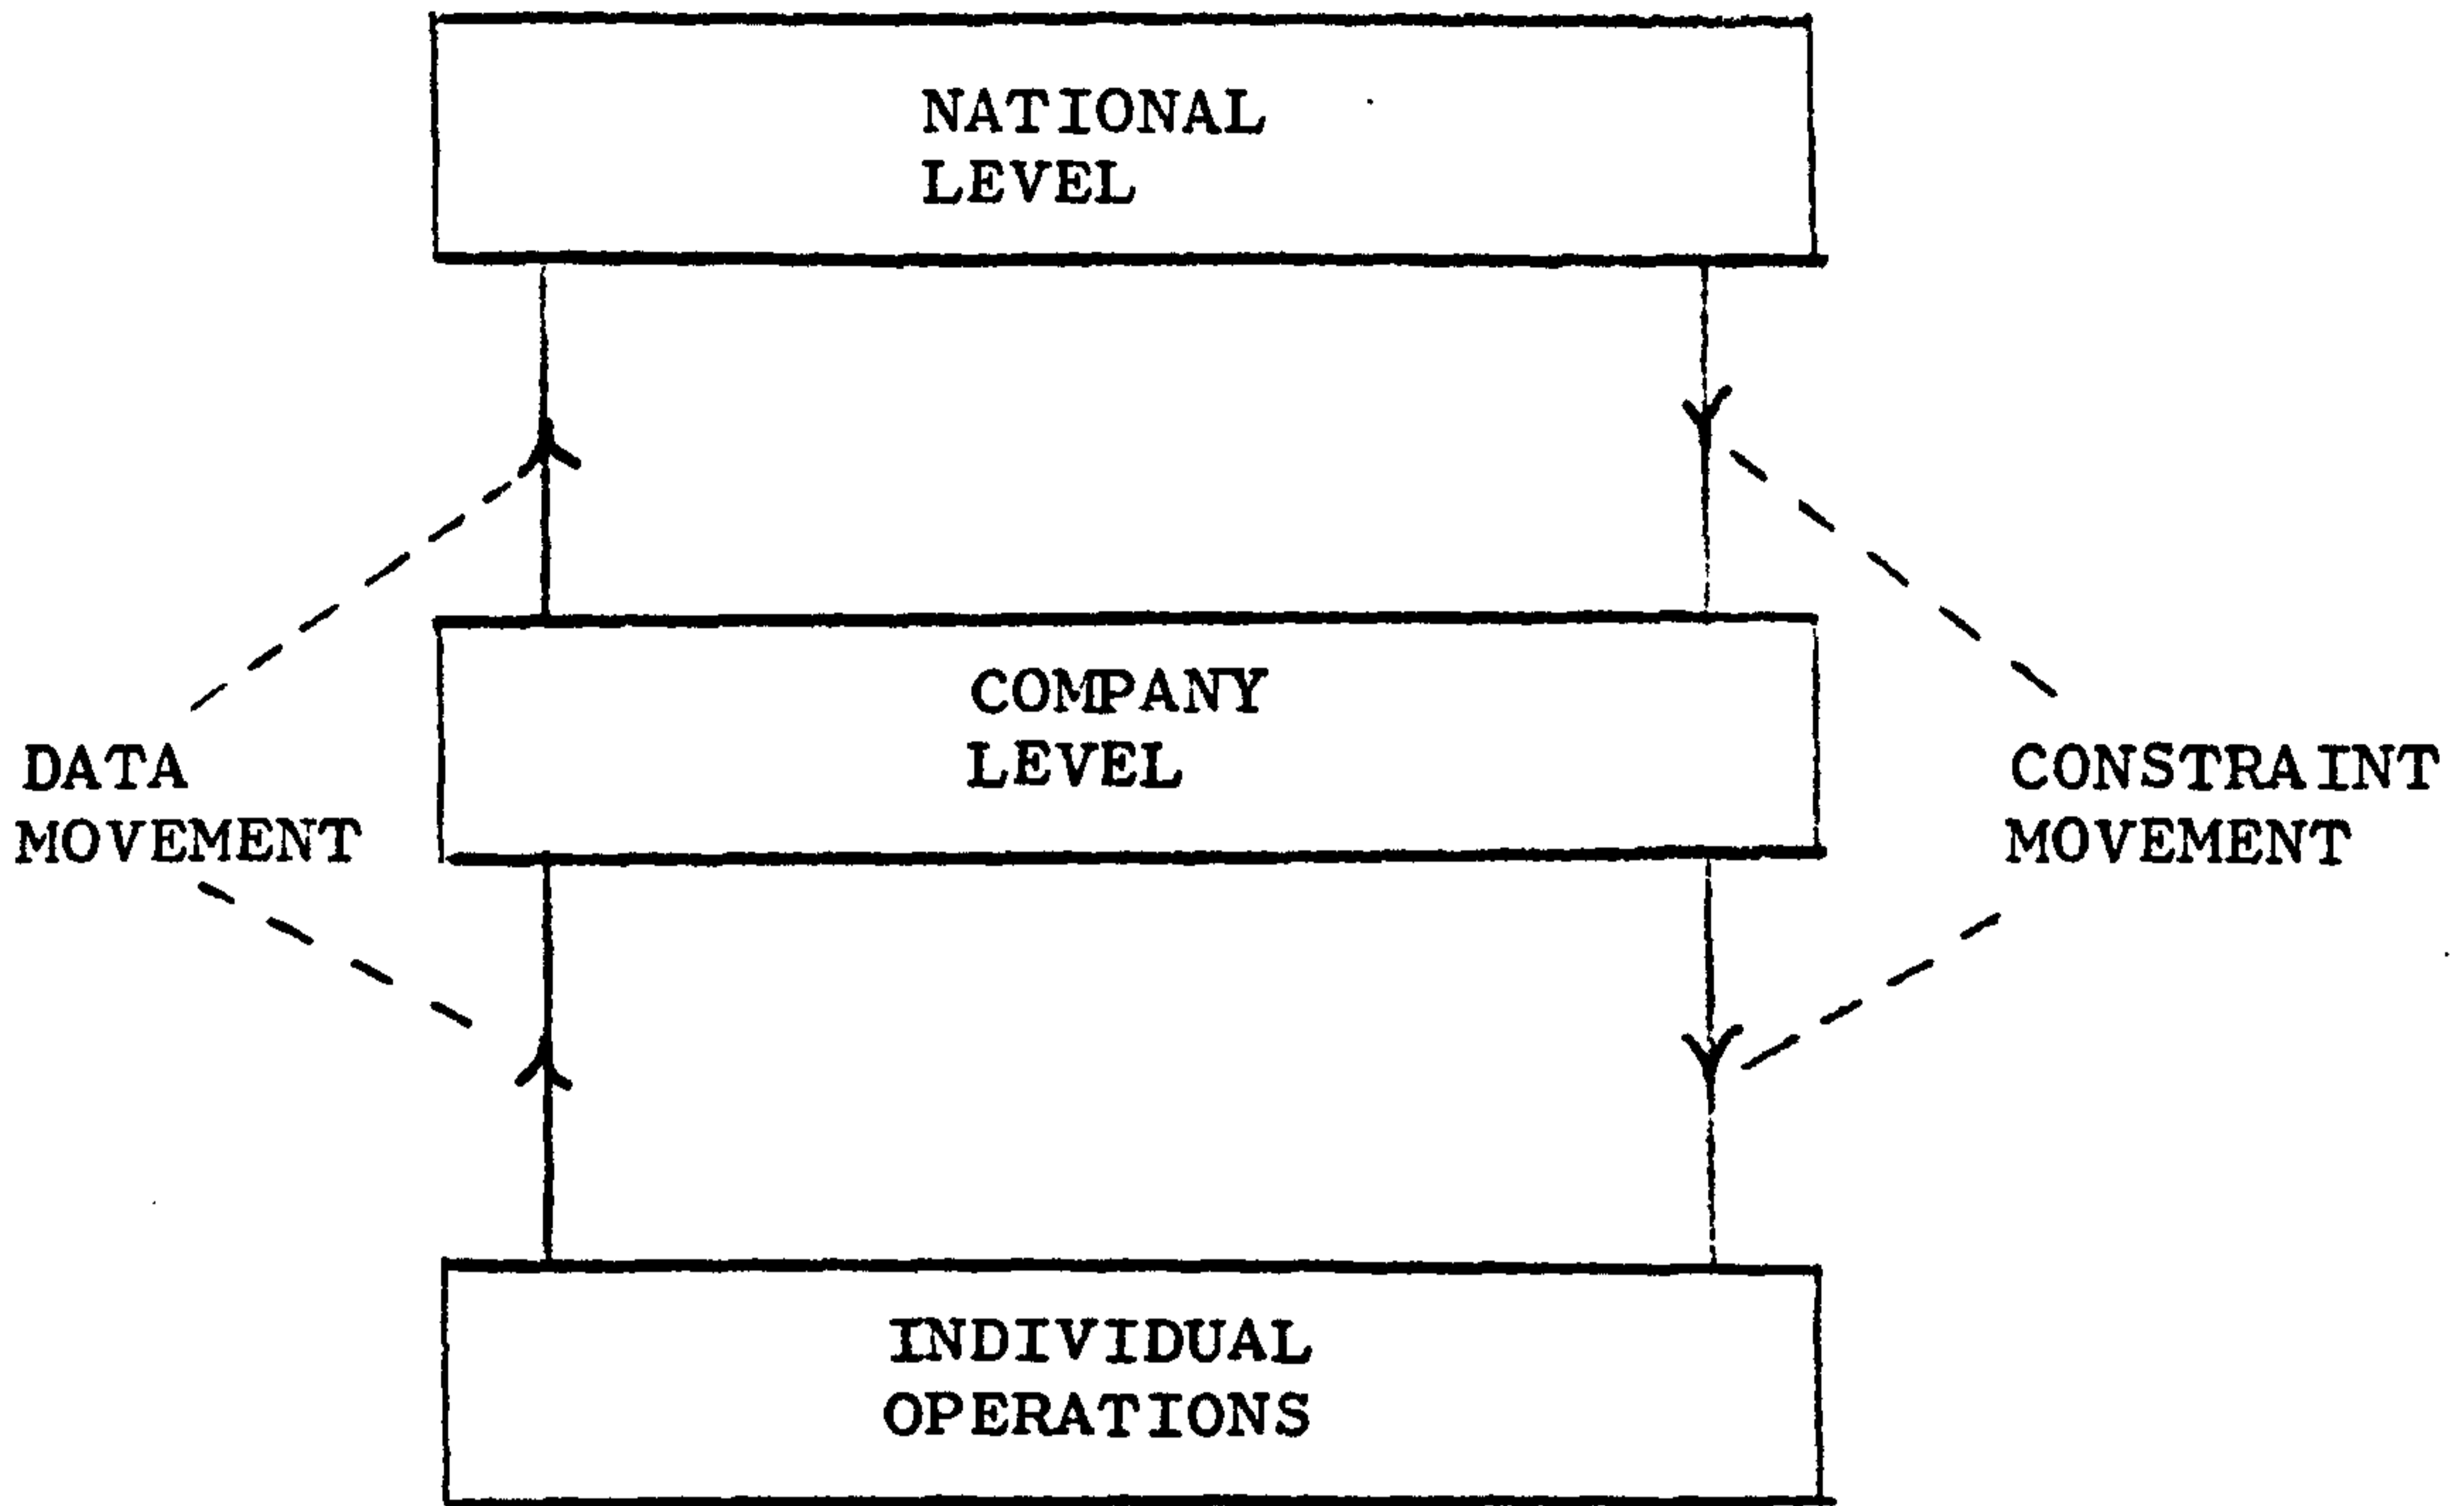 NATIONAL
LEVEL
COMPANY
LEVEL
DATA
MOVEMENT
CONSTRAINT
MOVEMENT
INDIVIDUAL
OPERATIONS